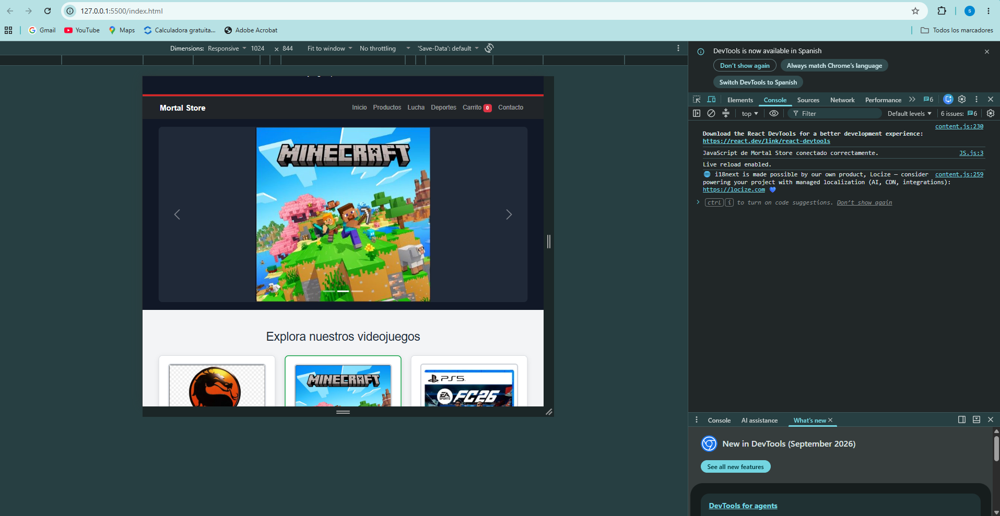 127.0.0.1:5500/index.html
S
Gmail
YouTube
Maps
Calculadora gratuita...
Adobe Acrobat
Todos los marcadores
Dimensions: Responsive 1024 × 844 Fit to window No throttling 'Save-Data': default
Mortal Store
Inicio Productos Lucha Deportes Carrito 0 Contacto
MINECRAFT
Explora nuestros videojuegos
MINECRAFT
PS5
EA SPORTS FC26
DevTools is now available in Spanish
Don't show again Always match Chrome's language
Switch DevTools to Spanish
Elements Console Sources Network Performance 6
top Filter Default levels 6 issues: 6
content.js:230
Download the React DevTools for a better development experience:
https://react.dev/link/react-devtools
JavaScript de Mortal Store conectado correctamente. JS.js:3
Live reload enabled.
🌐 i18next is made possible by our own product, Locize — consider content.js:259
powering your project with managed localization (AI, CDN, integrations):
https://locize.com 💙
ctrl i to turn on code suggestions. Don't show again
Console AI assistance What's new
New in DevTools (September 2026)
See all new features
DevTools for agents